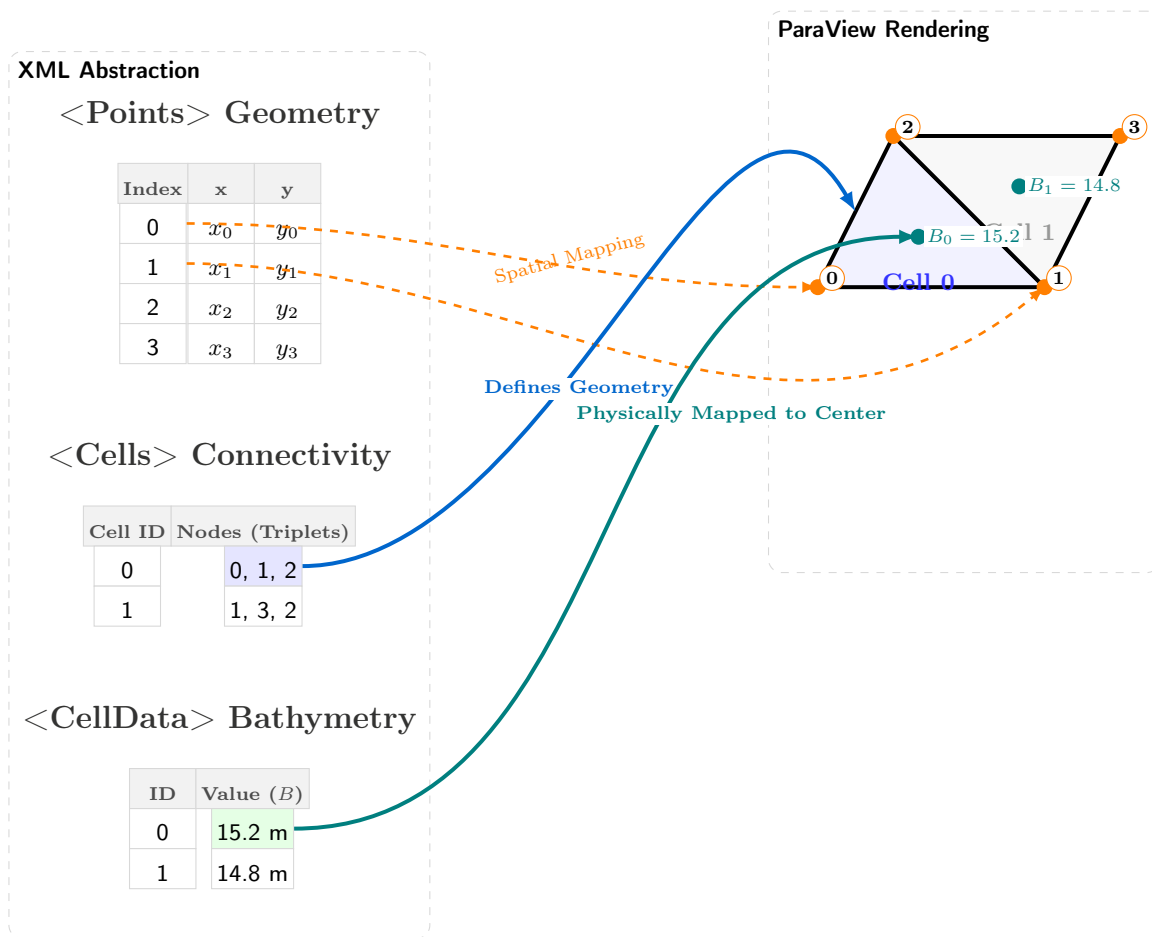 XML Abstraction
<Points> Geometry
Index x y
0 x₀ y₀
1 x₁ y₁
2 x₂ y₂
3 x₃ y₃
<Cells> Connectivity
Cell ID Nodes (Triplets)
0 0, 1, 2
1 1, 3, 2
<CellData> Bathymetry
ID Value (B)
0 15.2 m
1 14.8 m
Spatial Mapping
Defines Geometry
Physically Mapped to Center
ParaView Rendering
2
3
B₁ = 14.8
B₀ = 15.2
Cell 1
Cell 0
0
1